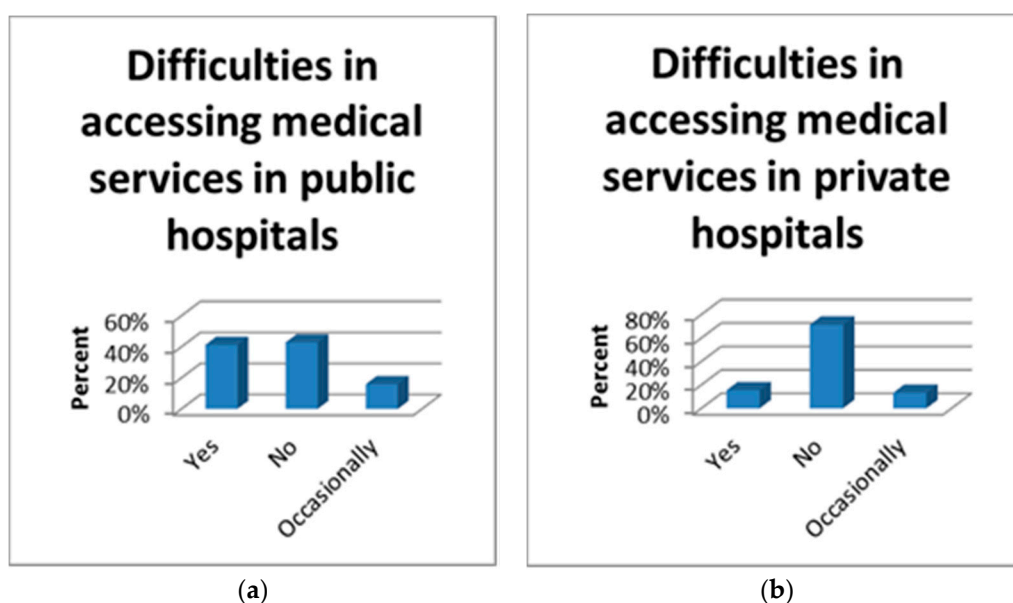 Difficulties in
accessing medical
services in public
hospitals
Percent
60%
40%
20%
0%
Yes
No
Occasionally
(a)
Difficulties in
accessing medical
services in private
hospitals
Percent
80%
60%
40%
20%
0%
Yes
No
Occasionally
(b)